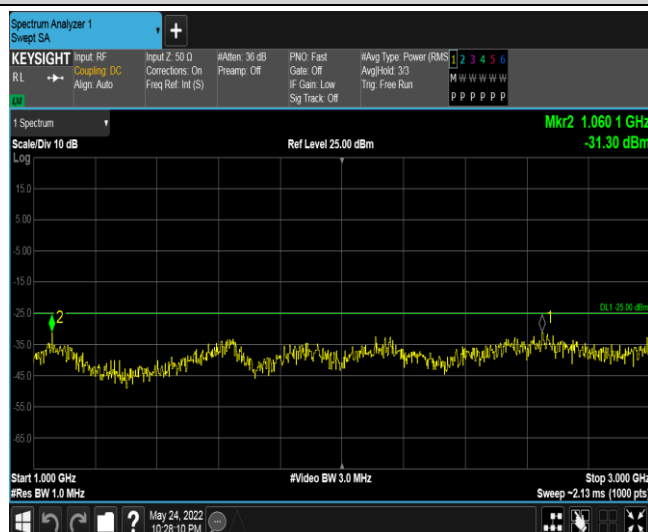 Spectrum Analyzer 1
Swept SA
+
KEYSIGHT
RL
Input: RF
Coupling: DC
Align: Auto
Input Z: 50 Ω
Corrections: On
Freq Ref: Int (S)
#Atten: 36 dB
Preamp: Off
PNO: Fast
Gate: Off
IF Gain: Low
Sig Track: Off
#Avg Type: Power (RMS
Avg|Hold: 3/3
Trig: Free Run
1 2 3 4 5 6
M W W W W W
P P P P P P
1 Spectrum
Mkr2 1.060 1 GHz
-31.30 dBm
Scale/Div 10 dB
Ref Level 25.00 dBm
Log
15.0
5.00
-5.00
-15.0
-25.0
-35.0
-45.0
-55.0
-65.0
DL1 -25.00 dBm
2
1
Start 1.000 GHz
#Video BW 3.0 MHz
Stop 3.000 GHz
#Res BW 1.0 MHz
Sweep ~2.13 ms (1000 pts)
?
May 24, 2022
10:28:10 PM